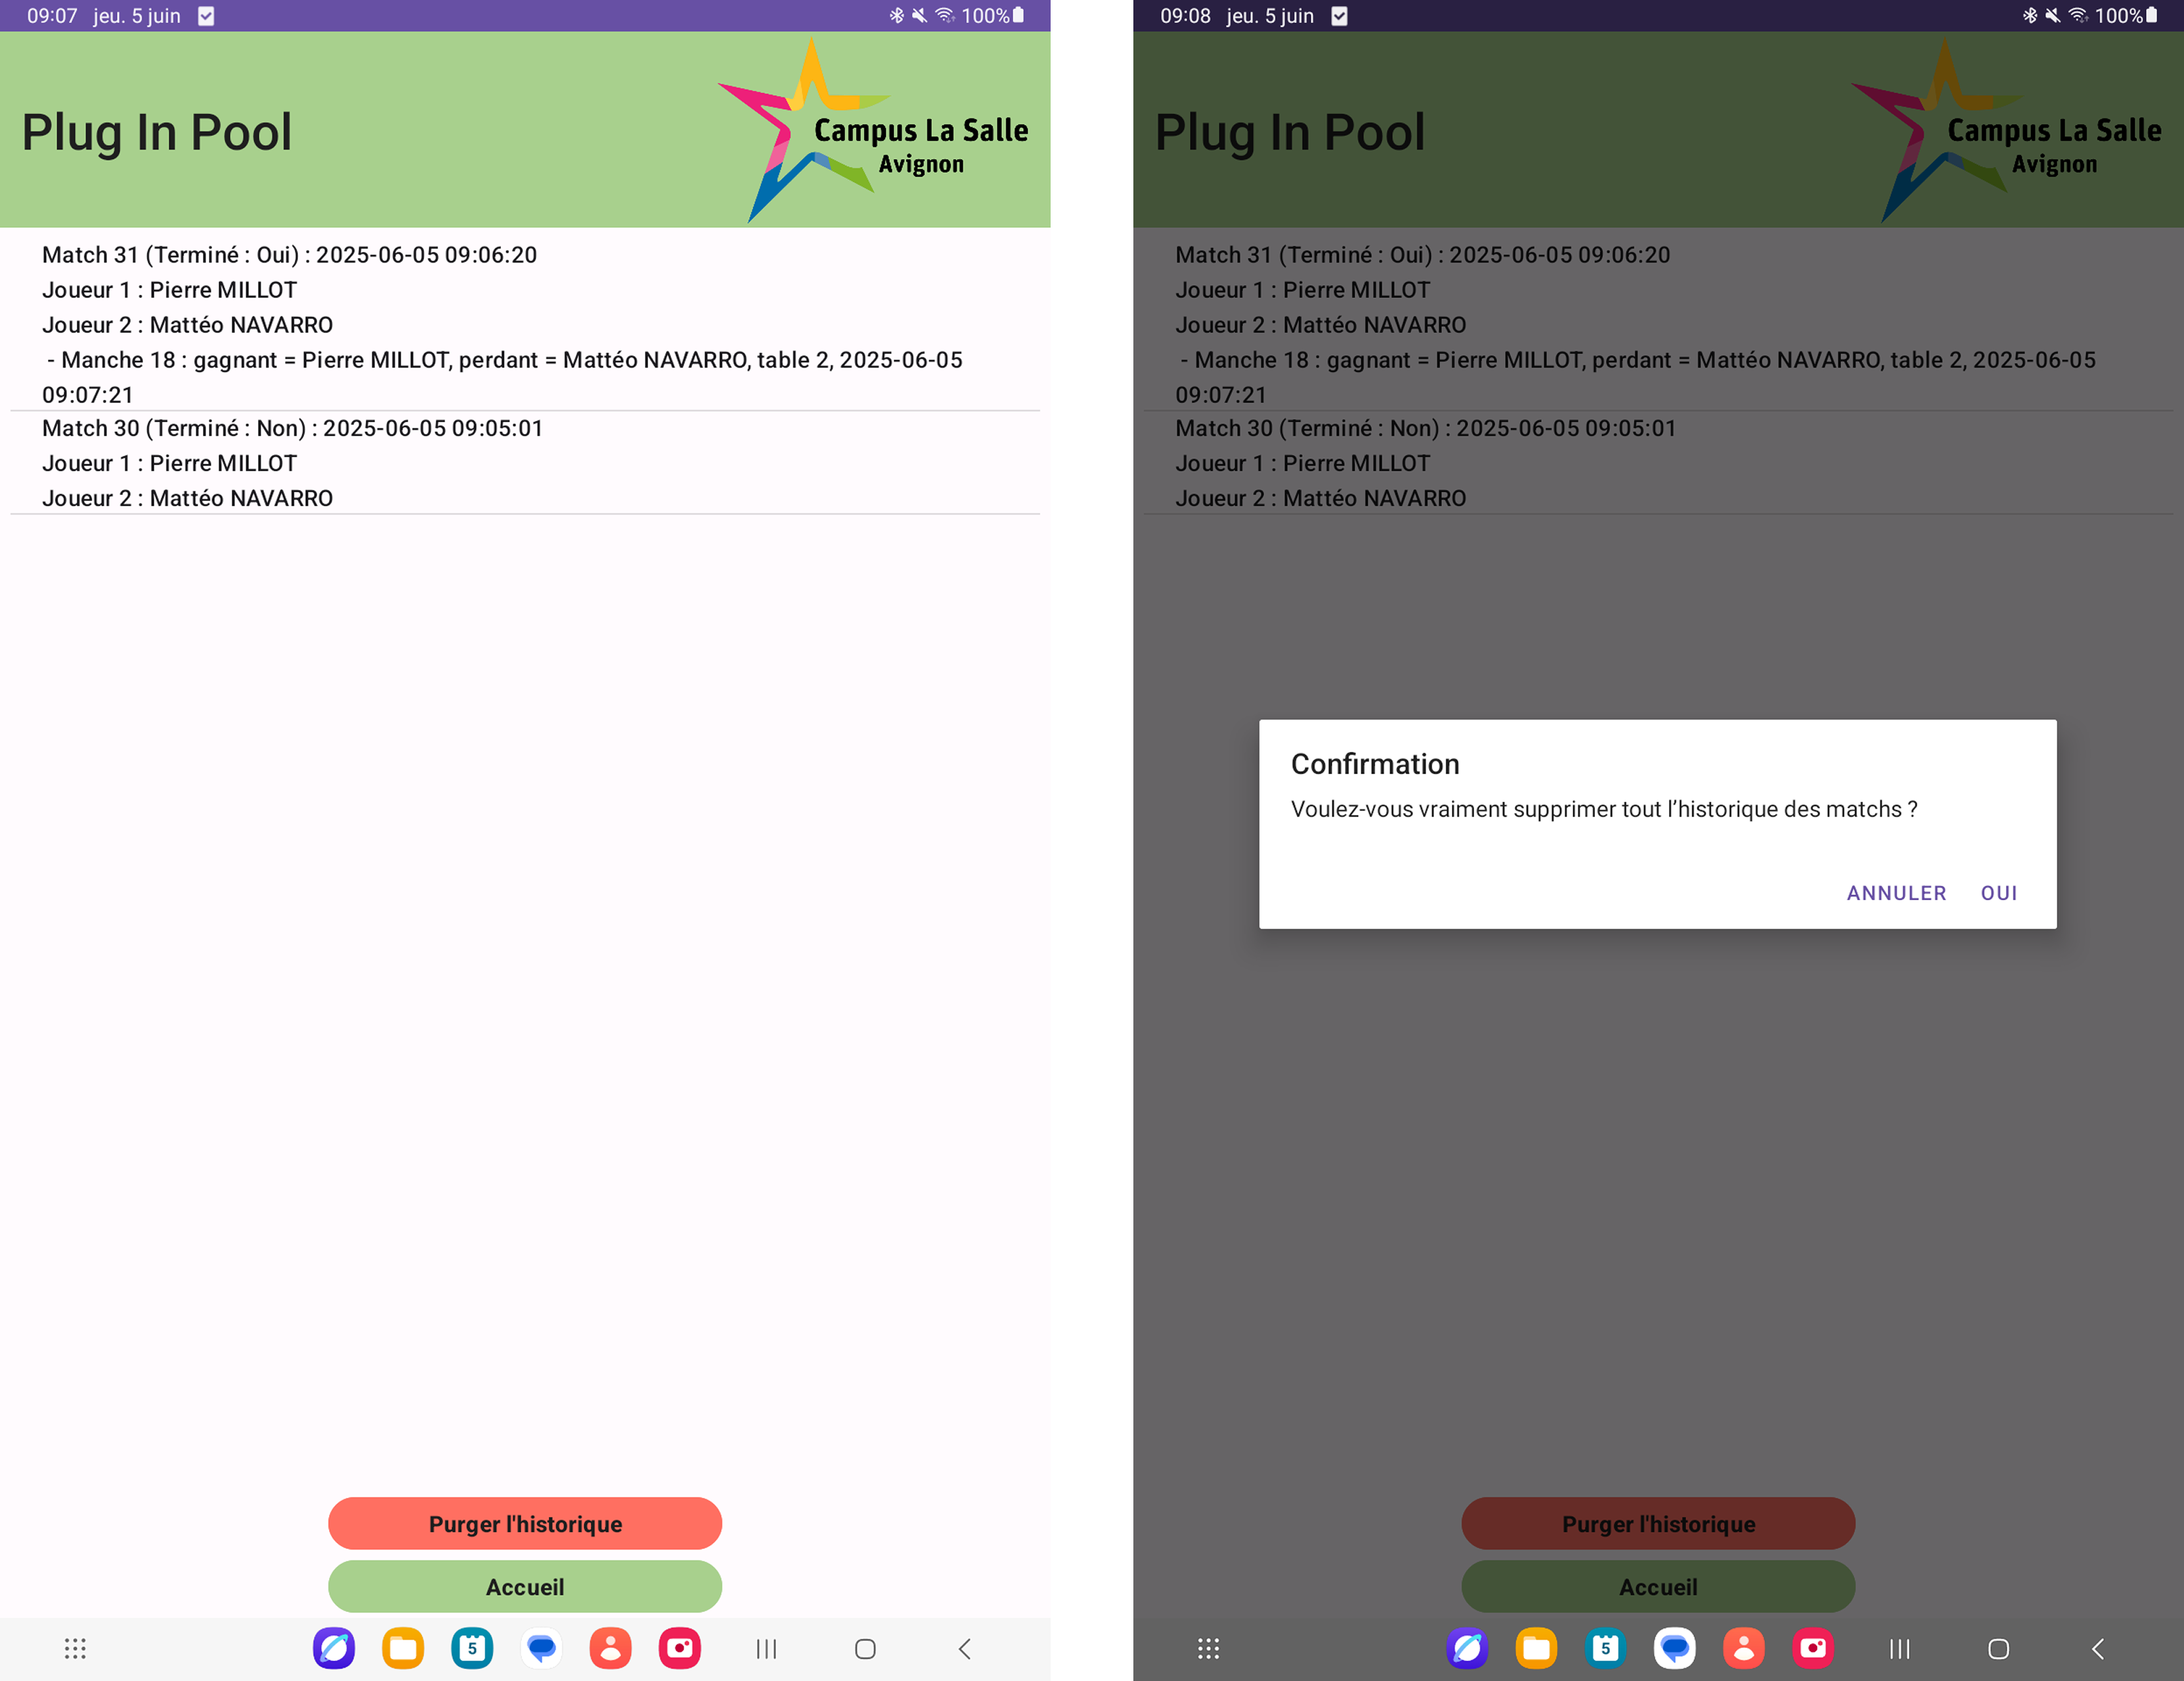 09:07 jeu. 5 juin
100%
Plug In Pool
Campus La Salle
Avignon
Match 31 (Terminé : Oui) : 2025-06-05 09:06:20
Joueur 1 : Pierre MILLOT
Joueur 2 : Mattéo NAVARRO
- Manche 18 : gagnant = Pierre MILLOT, perdant = Mattéo NAVARRO, table 2, 2025-06-05
09:07:21
Match 30 (Terminé : Non) : 2025-06-05 09:05:01
Joueur 1 : Pierre MILLOT
Joueur 2 : Mattéo NAVARRO
Purger l'historique
Accueil
5
09:08 jeu. 5 juin
100%
Plug In Pool
Campus La Salle
Avignon
Match 31 (Terminé : Oui) : 2025-06-05 09:06:20
Joueur 1 : Pierre MILLOT
Joueur 2 : Mattéo NAVARRO
- Manche 18 : gagnant = Pierre MILLOT, perdant = Mattéo NAVARRO, table 2, 2025-06-05
09:07:21
Match 30 (Terminé : Non) : 2025-06-05 09:05:01
Joueur 1 : Pierre MILLOT
Joueur 2 : Mattéo NAVARRO
Confirmation
Voulez-vous vraiment supprimer tout l’historique des matchs ?
ANNULER OUI
Purger l'historique
Accueil
5